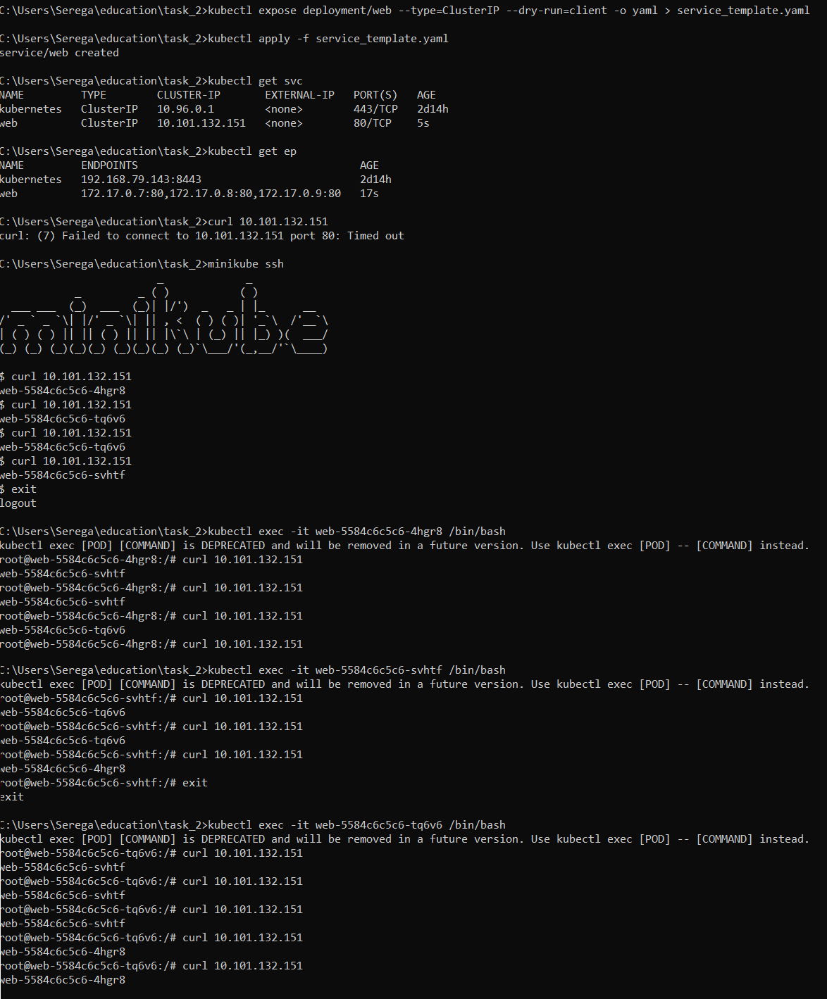 C:\Users\Serega\education\task_2>kubectl expose deployment/web --type=ClusterIP --dry-run=client -o yaml > service_template.yaml
C:\Users\Serega\education\task_2>kubectl apply -f service_template.yaml
service/web created
C:\Users\Serega\education\task_2>kubectl get svc
NAME         TYPE        CLUSTER-IP       EXTERNAL-IP   PORT(S)   AGE
kubernetes   ClusterIP   10.96.0.1        <none>        443/TCP   2d14h
web          ClusterIP   10.101.132.151   <none>        80/TCP    5s
C:\Users\Serega\education\task_2>kubectl get ep
NAME         ENDPOINTS                                   AGE
kubernetes   192.168.79.143:8443                         2d14h
web          172.17.0.7:80,172.17.0.8:80,172.17.0.9:80   17s
C:\Users\Serega\education\task_2>curl 10.101.132.151
curl: (7) Failed to connect to 10.101.132.151 port 80: Timed out
C:\Users\Serega\education\task_2>minikube ssh
minikube
$ curl 10.101.132.151
web-5584c6c5c6-4hgr8
$ curl 10.101.132.151
web-5584c6c5c6-tq6v6
$ curl 10.101.132.151
web-5584c6c5c6-tq6v6
$ curl 10.101.132.151
web-5584c6c5c6-svhtf
$ exit
logout
C:\Users\Serega\education\task_2>kubectl exec -it web-5584c6c5c6-4hgr8 /bin/bash
kubectl exec [POD] [COMMAND] is DEPRECATED and will be removed in a future version. Use kubectl exec [POD] -- [COMMAND] instead.
root@web-5584c6c5c6-4hgr8:/# curl 10.101.132.151
web-5584c6c5c6-svhtf
root@web-5584c6c5c6-4hgr8:/# curl 10.101.132.151
web-5584c6c5c6-svhtf
root@web-5584c6c5c6-4hgr8:/# curl 10.101.132.151
web-5584c6c5c6-tq6v6
root@web-5584c6c5c6-4hgr8:/# curl 10.101.132.151
C:\Users\Serega\education\task_2>kubectl exec -it web-5584c6c5c6-svhtf /bin/bash
kubectl exec [POD] [COMMAND] is DEPRECATED and will be removed in a future version. Use kubectl exec [POD] -- [COMMAND] instead.
root@web-5584c6c5c6-svhtf:/# curl 10.101.132.151
web-5584c6c5c6-tq6v6
root@web-5584c6c5c6-svhtf:/# curl 10.101.132.151
web-5584c6c5c6-tq6v6
root@web-5584c6c5c6-svhtf:/# curl 10.101.132.151
web-5584c6c5c6-4hgr8
root@web-5584c6c5c6-svhtf:/# exit
exit
C:\Users\Serega\education\task_2>kubectl exec -it web-5584c6c5c6-tq6v6 /bin/bash
kubectl exec [POD] [COMMAND] is DEPRECATED and will be removed in a future version. Use kubectl exec [POD] -- [COMMAND] instead.
root@web-5584c6c5c6-tq6v6:/# curl 10.101.132.151
web-5584c6c5c6-svhtf
root@web-5584c6c5c6-tq6v6:/# curl 10.101.132.151
web-5584c6c5c6-svhtf
root@web-5584c6c5c6-tq6v6:/# curl 10.101.132.151
web-5584c6c5c6-svhtf
root@web-5584c6c5c6-tq6v6:/# curl 10.101.132.151
web-5584c6c5c6-4hgr8
root@web-5584c6c5c6-tq6v6:/# curl 10.101.132.151
web-5584c6c5c6-4hgr8